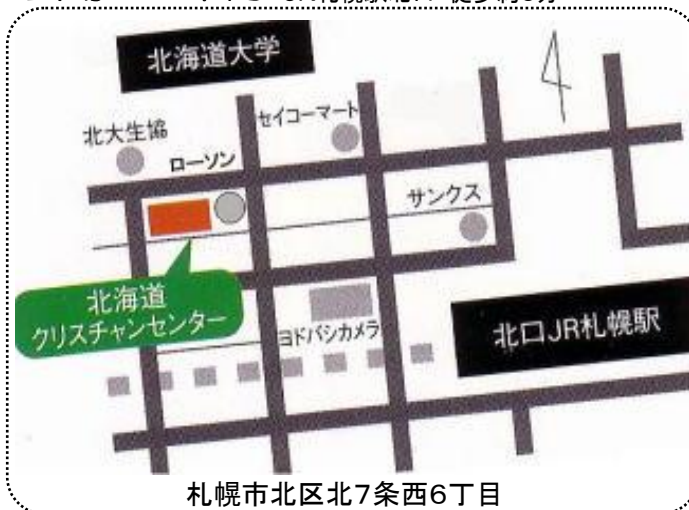 北海道大学
セイコーマート
北大生協
ローソン
サンクス
北海道
クリスチャンセンター
ヨドバシカメラ
北口JR札幌駅
札幌市北区北7条西6丁目